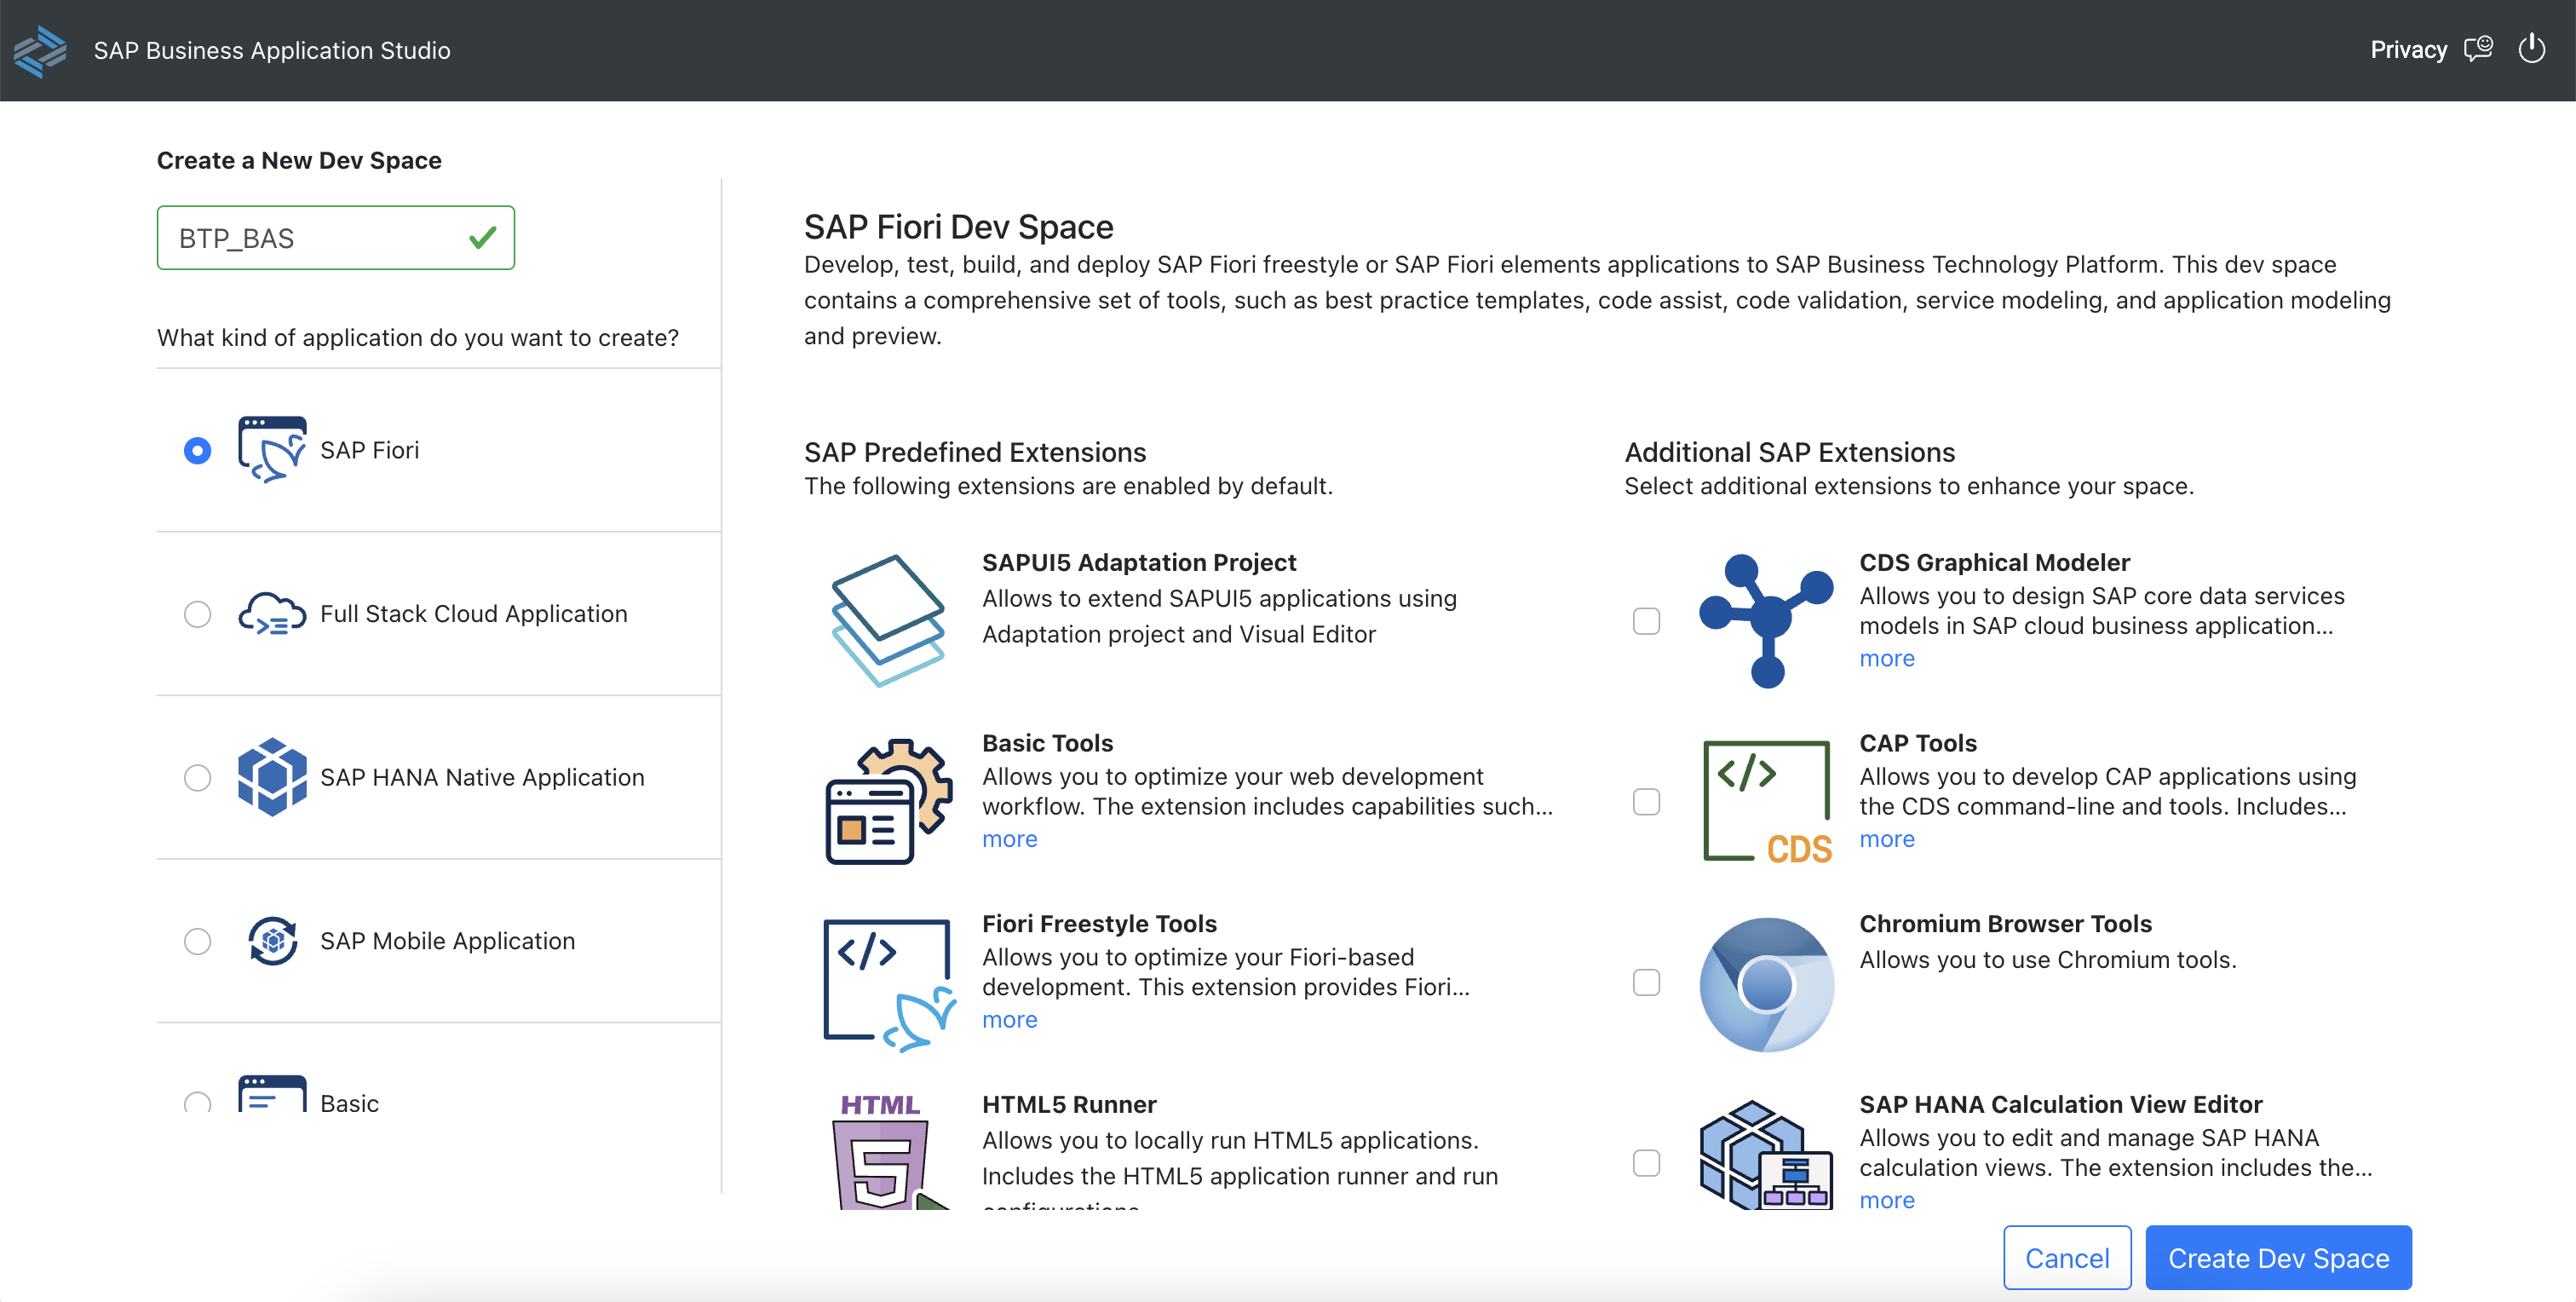 SAP Business Application Studio
Privacy
Create a New Dev Space
BTP_BAS
What kind of application do you want to create?
SAP Fiori
Full Stack Cloud Application
SAP HANA Native Application
SAP Mobile Application
Basic
SAP Fiori Dev Space
Develop, test, build, and deploy SAP Fiori freestyle or SAP Fiori elements applications to SAP Business Technology Platform. This dev space
contains a comprehensive set of tools, such as best practice templates, code assist, code validation, service modeling, and application modeling
and preview.
SAP Predefined Extensions
The following extensions are enabled by default.
SAPUI5 Adaptation Project
Allows to extend SAPUI5 applications using
Adaptation project and Visual Editor
Basic Tools
Allows you to optimize your web development
workflow. The extension includes capabilities such...
more
</>
Fiori Freestyle Tools
Allows you to optimize your Fiori-based
development. This extension provides Fiori...
more
HTML
5
HTML5 Runner
Allows you to locally run HTML5 applications.
Includes the HTML5 application runner and run
configurations.
Additional SAP Extensions
Select additional extensions to enhance your space.
CDS Graphical Modeler
Allows you to design SAP core data services
models in SAP cloud business application...
more
</>
CDS
CAP Tools
Allows you to develop CAP applications using
the CDS command-line and tools. Includes...
more
Chromium Browser Tools
Allows you to use Chromium tools.
SAP HANA Calculation View Editor
Allows you to edit and manage SAP HANA
calculation views. The extension includes the...
more
Cancel
Create Dev Space